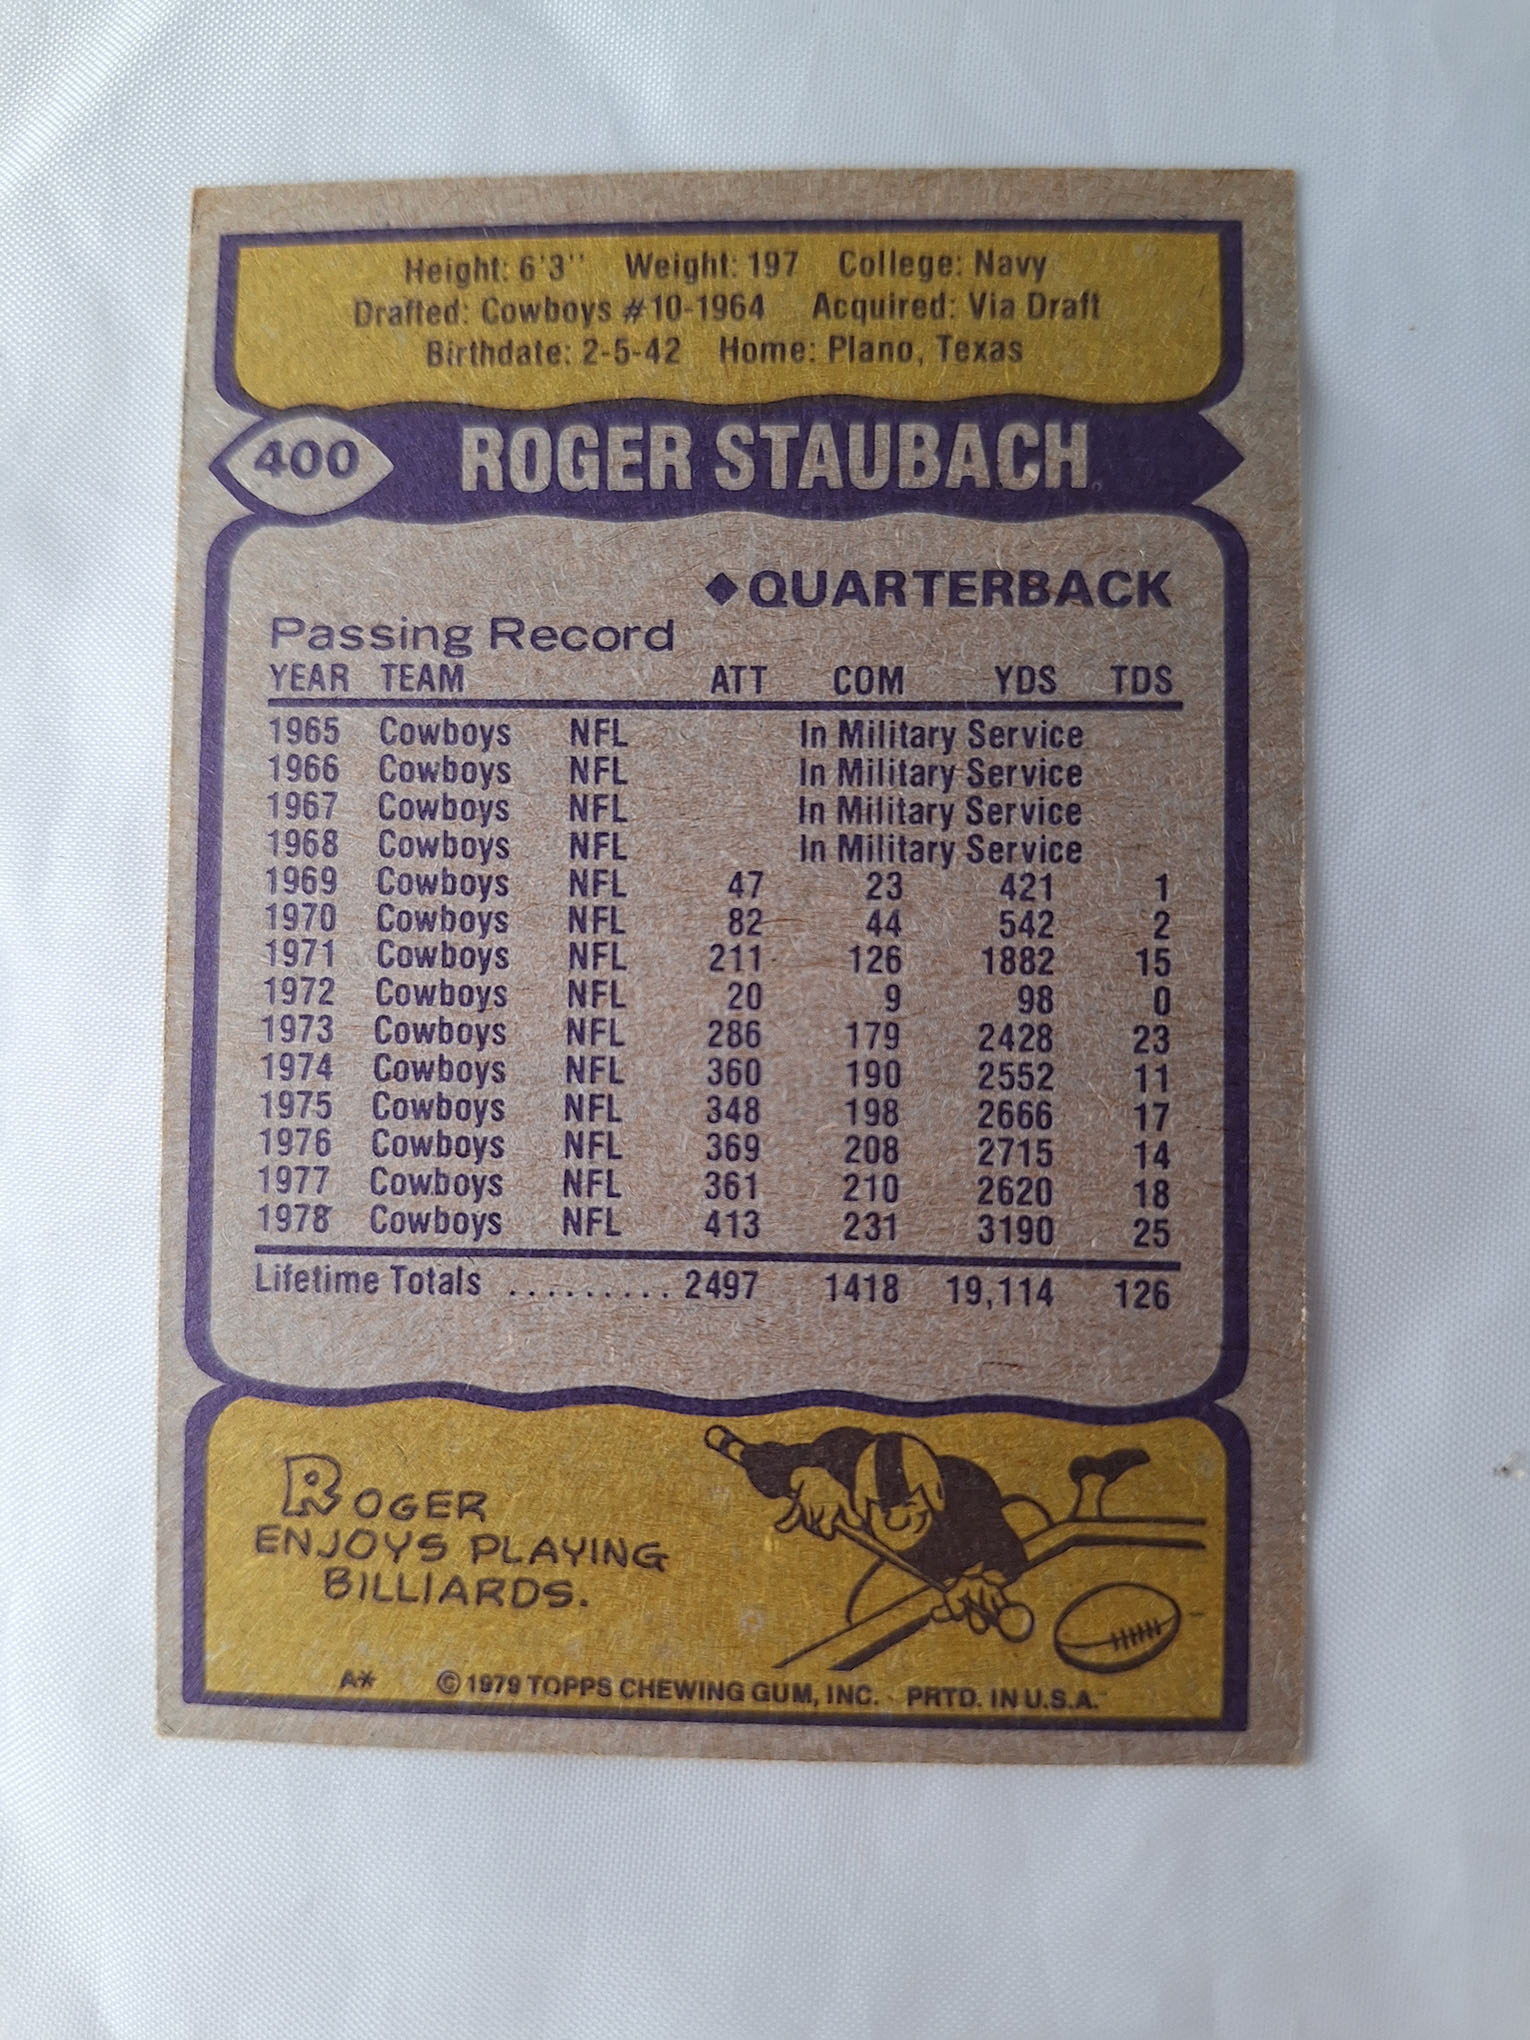 Height: 6'3'' Weight: 197 College: Navy
Drafted: Cowboys #10-1964 Acquired: Via Draft
Birthdate: 2-5-42 Home: Plano, Texas
400 ROGER STAUBACH
◆QUARTERBACK
Passing Record
YEAR TEAM ATT COM YDS TDS
1965 Cowboys NFL In Military Service
1966 Cowboys NFL In Military Service
1967 Cowboys NFL In Military Service
1968 Cowboys NFL In Military Service
1969 Cowboys NFL 47 23 421 1
1970 Cowboys NFL 82 44 542 2
1971 Cowboys NFL 211 126 1882 15
1972 Cowboys NFL 20 9 98 0
1973 Cowboys NFL 286 179 2428 23
1974 Cowboys NFL 360 190 2552 11
1975 Cowboys NFL 348 198 2666 17
1976 Cowboys NFL 369 208 2715 14
1977 Cowboys NFL 361 210 2620 18
1978 Cowboys NFL 413 231 3190 25
Lifetime Totals ......... 2497 1418 19,114 126
ROGER
ENJOYS PLAYING
BILLIARDS.
A* © 1979 TOPPS CHEWING GUM, INC. PRTD. IN U.S.A.